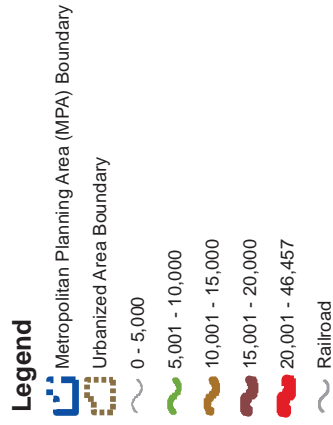 Legend
Metropolitan Planning Area (MPA) Boundary
Urbanized Area Boundary
0 - 5,000
5,001 - 10,000
10,001 - 15,000
15,001 - 20,000
20,001 - 46,457
Railroad